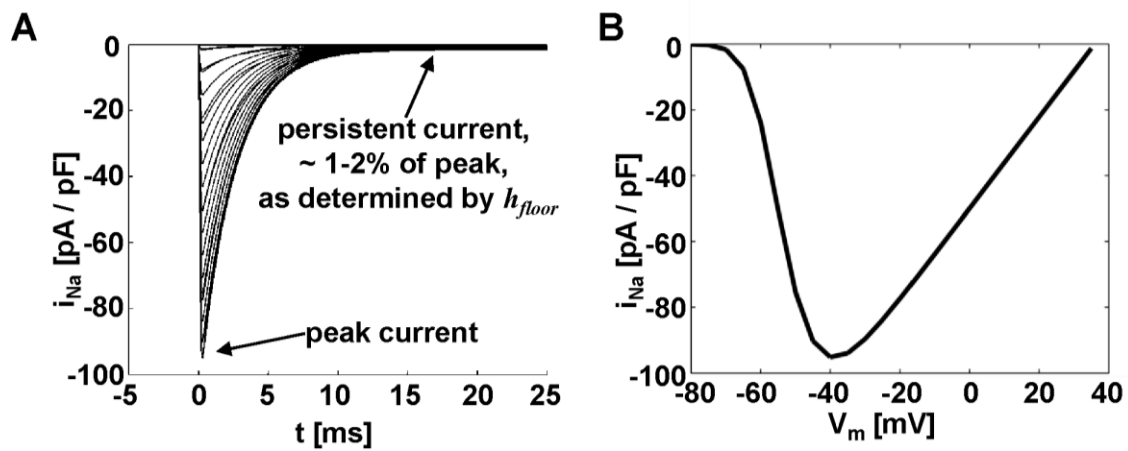 A
0
-20
-40
-60
-80
-100
i_Na [pA / pF]
persistent current,
~ 1-2% of peak,
as determined by h_floor
peak current
-5 0 5 10 15 20 25
t [ms]
B
0
-20
-40
-60
-80
-100
i_Na [pA / pF]
-80 -60 -40 -20 0 20 40
V_m [mV]